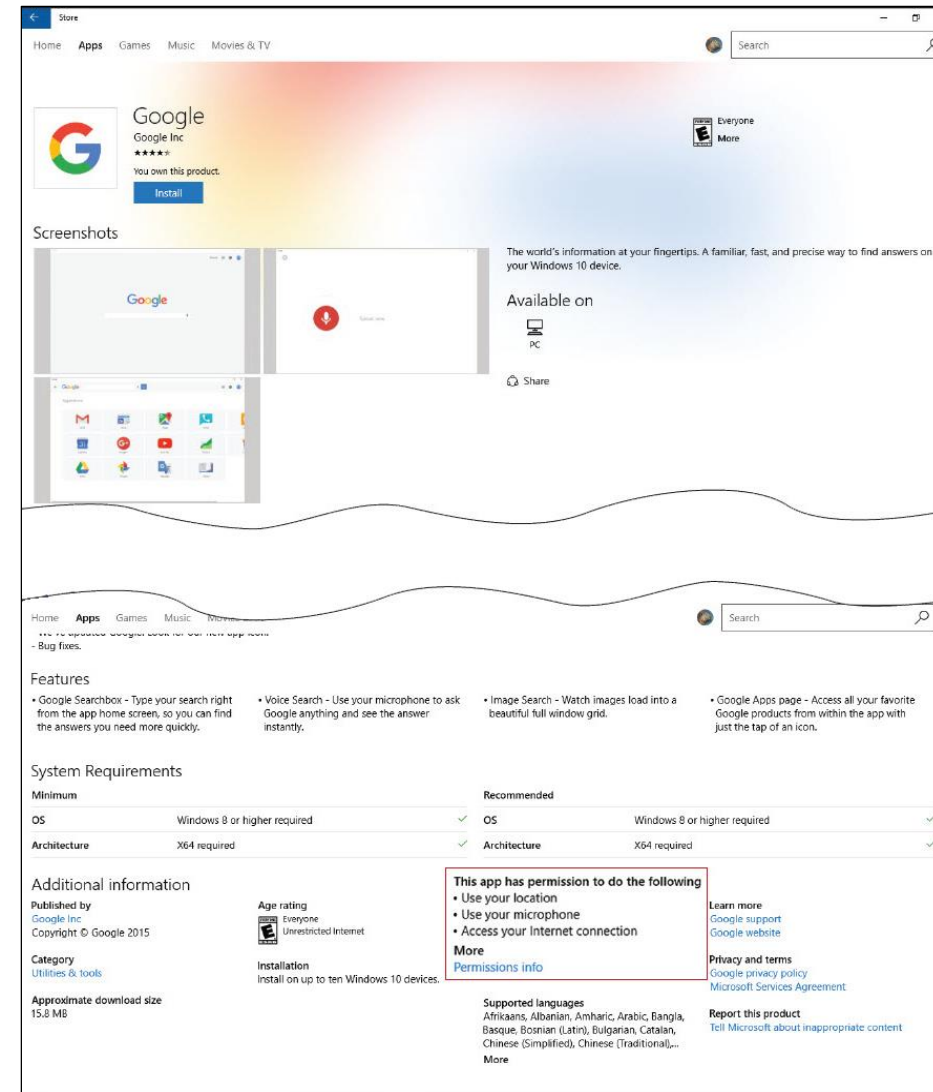 Store
Home Apps Games Music Movies & TV
Search
Google
Google Inc
You own this product.
Install
EVERYONE
E
Everyone
More
Screenshots
Google
Google
The world's information at your fingertips. A familiar, fast, and precise way to find answers on
your Windows 10 device.
Available on
PC
Share
Home Apps Games Music
Search
- Bug fixes.
Features
• Google Searchbox - Type your search right
from the app home screen, so you can find
the answers you need more quickly.
• Voice Search - Use your microphone to ask
Google anything and see the answer
instantly.
• Image Search - Watch images load into a
beautiful full window grid.
• Google Apps page - Access all your favorite
Google products from within the app with
just the tap of an icon.
System Requirements
Minimum
OS Windows 8 or higher required
Architecture X64 required
Recommended
OS Windows 8 or higher required
Architecture X64 required
Additional information
Published by
Google Inc
Copyright © Google 2015
Category
Utilities & tools
Approximate download size
15.8 MB
Age rating
EVERYONE
E
Everyone
Unrestricted Internet
Installation
Install on up to ten Windows 10 devices.
This app has permission to do the following
• Use your location
• Use your microphone
• Access your Internet connection
More
Permissions info
Supported languages
Afrikaans, Albanian, Amharic, Arabic, Bangla,
Basque, Bosnian (Latin), Bulgarian, Catalan,
Chinese (Simplified), Chinese (Traditional),...
More
Learn more
Google support
Google website
Privacy and terms
Google privacy policy
Microsoft Services Agreement
Report this product
Tell Microsoft about inappropriate content